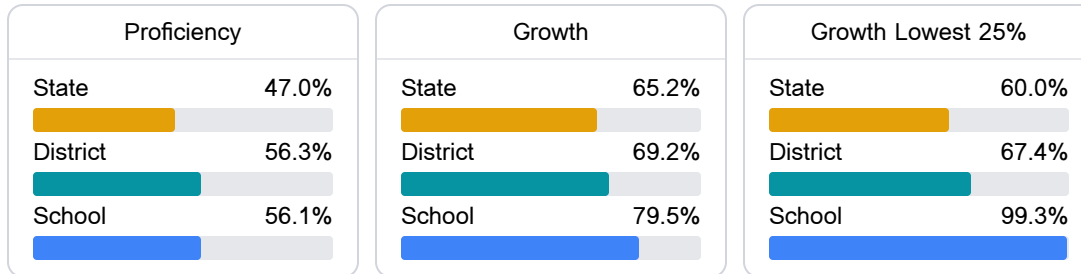 Proficiency
State 47.0%
District 56.3%
School 56.1%
Growth
State 65.2%
District 69.2%
School 79.5%
Growth Lowest 25%
State 60.0%
District 67.4%
School 99.3%